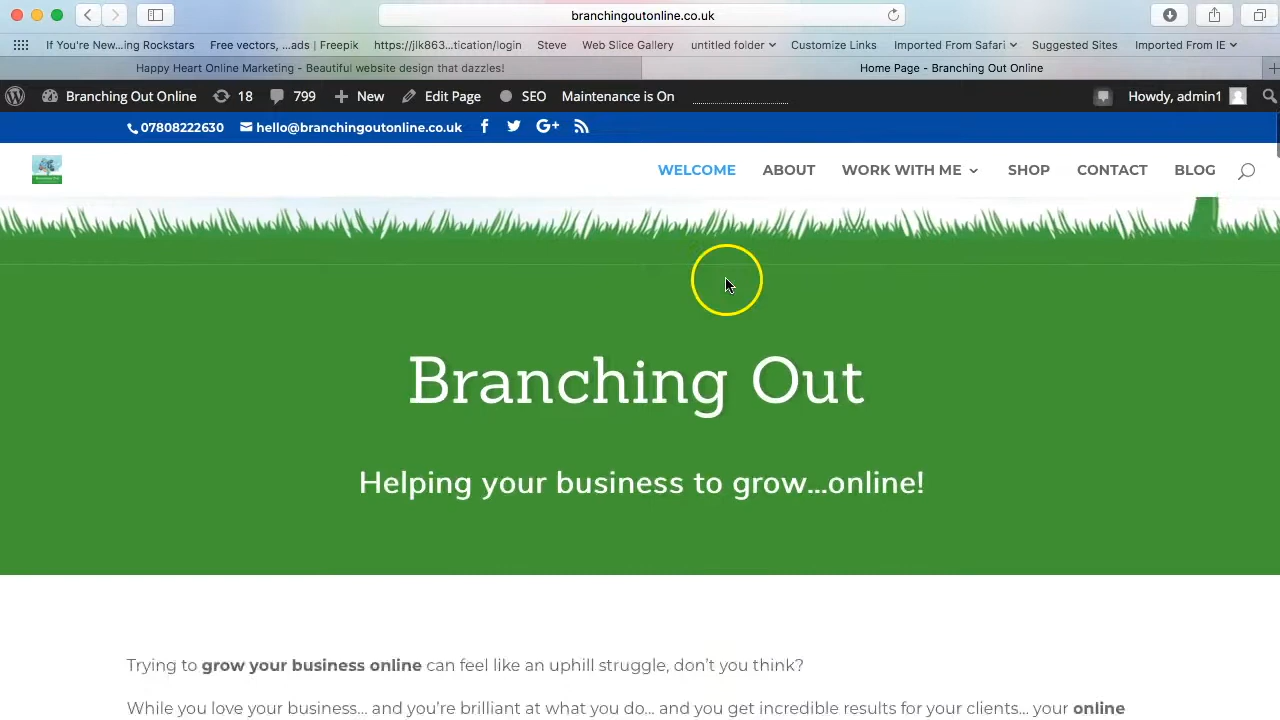 branchingoutonline.co.uk
If You're New...ing Rockstars Free vectors, ...ads | Freepik https://jlk863...tication/login Steve Web Slice Gallery untitled folder Customize Links Imported From Safari Suggested Sites Imported From IE
Happy Heart Online Marketing - Beautiful website design that dazzles! Home Page - Branching Out Online
Branching Out Online 18 799 New Edit Page SEO Maintenance is On Howdy, admin1
07808222630 hello@branchingoutonline.co.uk
WELCOME ABOUT WORK WITH ME SHOP CONTACT BLOG
Branching Out
Helping your business to grow...online!
Trying to grow your business online can feel like an uphill struggle, don't you think?
While you love your business... and you're brilliant at what you do... and you get incredible results for your clients... your online